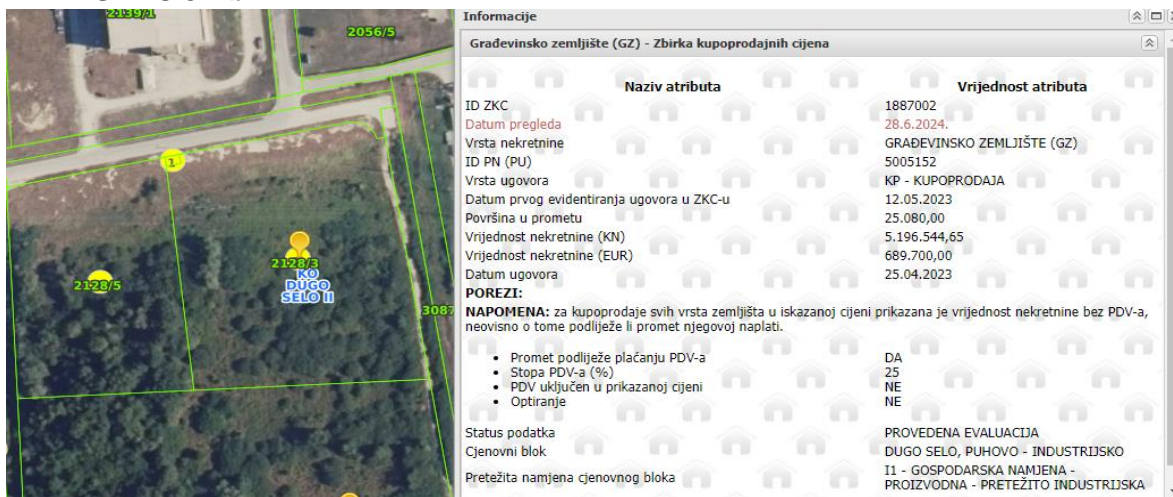 2139/1
2056/5
1
2128/5
2128/3
KO
DUGO
SELO II
3087
Informacije
Građevinsko zemljište (GZ) - Zbirka kupoprodajnih cijena
Naziv atributa Vrijednost atributa
ID ZKC 1887002
Datum pregleda 28.6.2024.
Vrsta nekretnine GRAĐEVINSKO ZEMLJIŠTE (GZ)
ID PN (PU) 5005152
Vrsta ugovora KP - KUPOPRODAJA
Datum prvog evidentiranja ugovora u ZKC-u 12.05.2023
Površina u prometu 25.080,00
Vrijednost nekretnine (KN) 5.196.544,65
Vrijednost nekretnine (EUR) 689.700,00
Datum ugovora 25.04.2023
POREZI:
NAPOMENA: za kupoprodaje svih vrsta zemljišta u iskazanoj cijeni prikazana je vrijednost nekretnine bez PDV-a,
neovisno o tome podliježe li promet njegovoj naplati.
• Promet podliježe plaćanju PDV-a DA
• Stopa PDV-a (%) 25
• PDV uključen u prikazanoj cijeni NE
• Optiranje NE
Status podatka PROVEDENA EVALUACIJA
Cjenovni blok DUGO SELO, PUHOVO - INDUSTRIJSKO
Pretežita namjena cjenovnog bloka I1 - GOSPODARSKA NAMJENA -
PROIZVODNA - PRETEŽITO INDUSTRIJSKA